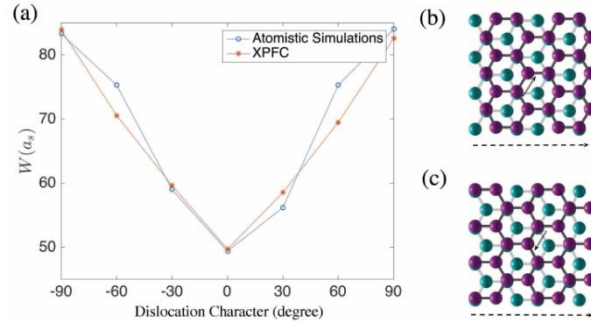 (a)
Atomistic Simulations
XPFC
80
70
60
50
W(a_s)
-90
-60
-30
0
30
60
90
Dislocation Character (degree)
(b)
(c)